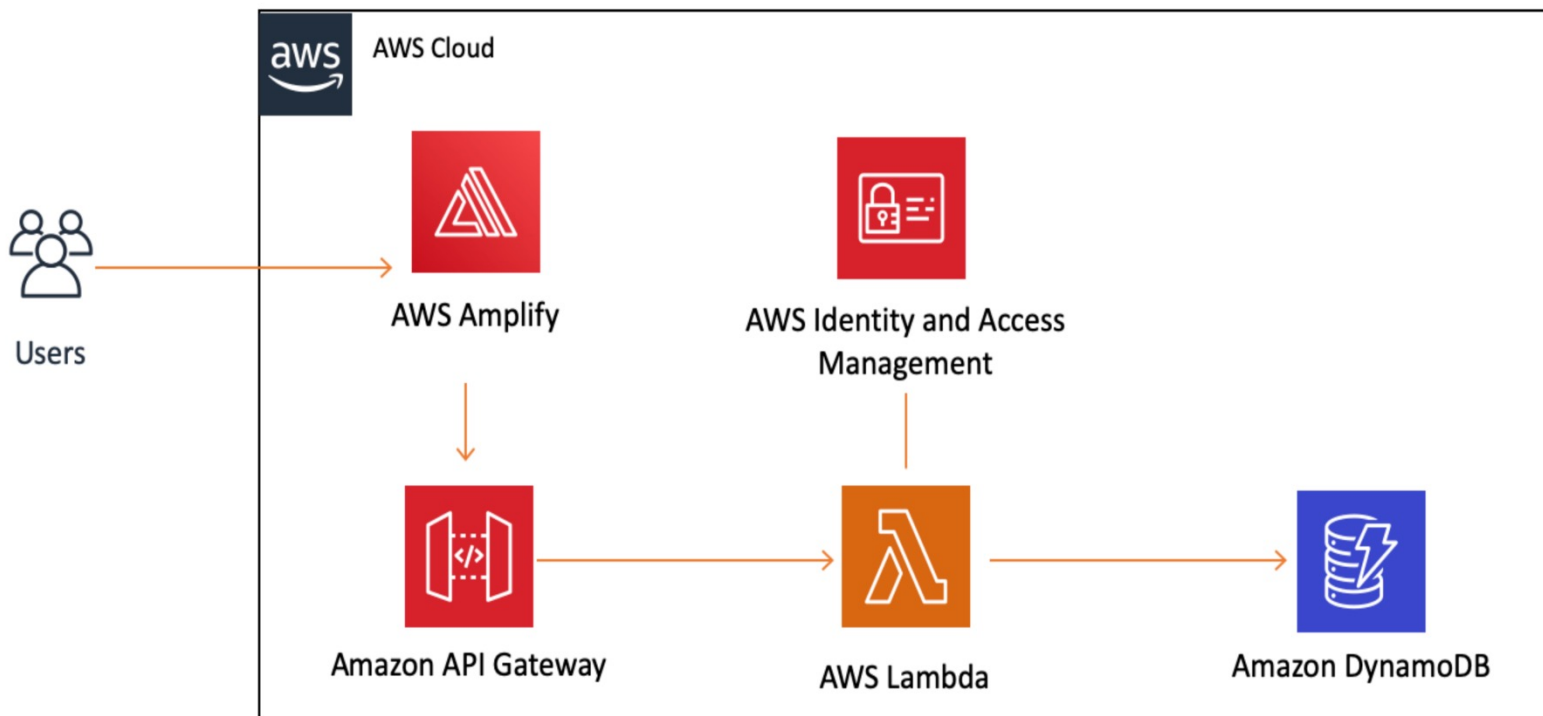 aws
AWS Cloud
Users
AWS Amplify
AWS Identity and Access
Management
</>
Amazon API Gateway
AWS Lambda
Amazon DynamoDB